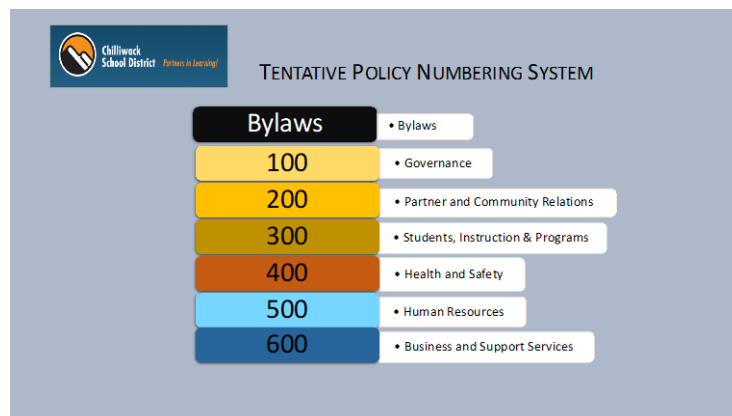 Chilliwack
School District Partners in Learning!
TENTATIVE POLICY NUMBERING SYSTEM
Bylaws • Bylaws
100 • Governance
200 • Partner and Community Relations
300 • Students, Instruction & Programs
400 • Health and Safety
500 • Human Resources
600 • Business and Support Services